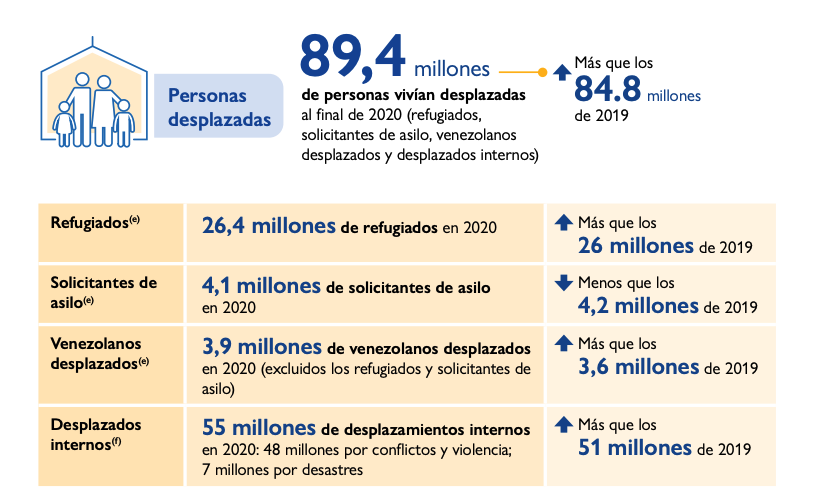 Personas
desplazadas
89,4 millones
de personas vivían desplazadas
al final de 2020 (refugiados,
solicitantes de asilo, venezolanos
desplazados y desplazados internos)
Más que los
84.8 millones
de 2019
Refugiados(e)
26,4 millones de refugiados en 2020
Más que los
26 millones de 2019
Solicitantes de
asilo(e)
4,1 millones de solicitantes de asilo
en 2020
Menos que los
4,2 millones de 2019
Venezolanos
desplazados(e)
3,9 millones de venezolanos desplazados
en 2020 (excluidos los refugiados y solicitantes de
asilo)
Más que los
3,6 millones de 2019
Desplazados
internos(f)
55 millones de desplazamientos internos
en 2020: 48 millones por conflictos y violencia;
7 millones por desastres
Más que los
51 millones de 2019